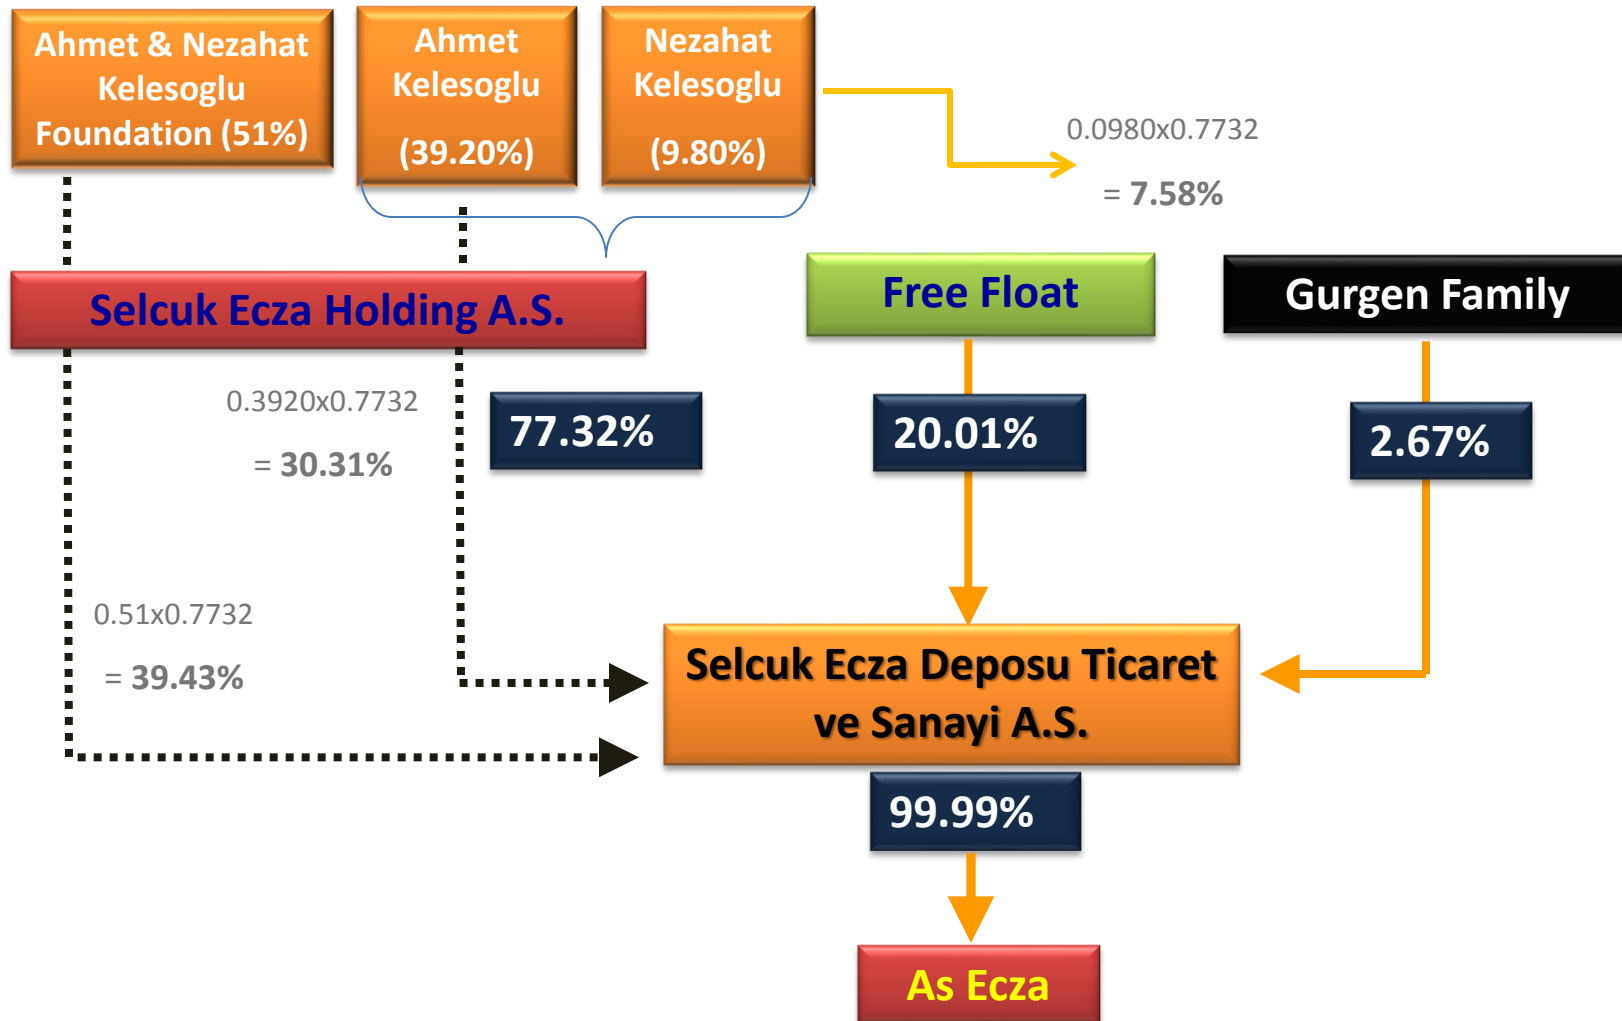 Ahmet & Nezahat
Kelesoglu
Foundation (51%)
Ahmet
Kelesoglu
(39.20%)
Nezahat
Kelesoglu
(9.80%)
0.0980x0.7732
= 7.58%
Selcuk Ecza Holding A.S.
Free Float
Gurgen Family
0.3920x0.7732
= 30.31%
77.32%
20.01%
2.67%
0.51x0.7732
= 39.43%
Selcuk Ecza Deposu Ticaret
ve Sanayi A.S.
99.99%
As Ecza